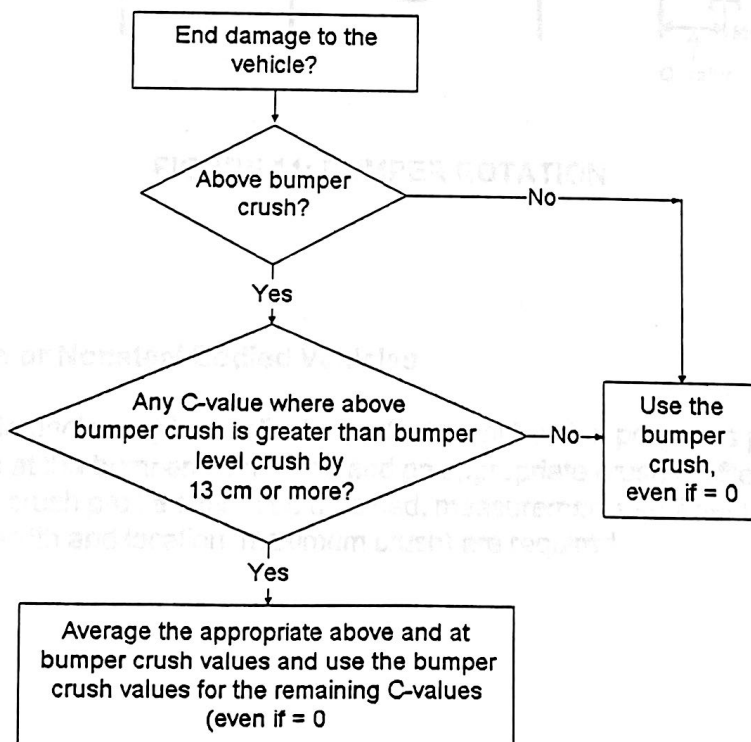 End damage to the
vehicle?
Above bumper
crush?
No
Yes
Any C-value where above
bumper crush is greater than bumper
level crush by
13 cm or more?
No
Use the
bumper
crush,
even if = 0
Yes
Average the appropriate above and at
bumper crush values and use the bumper
crush values for the remaining C-values
(even if = 0